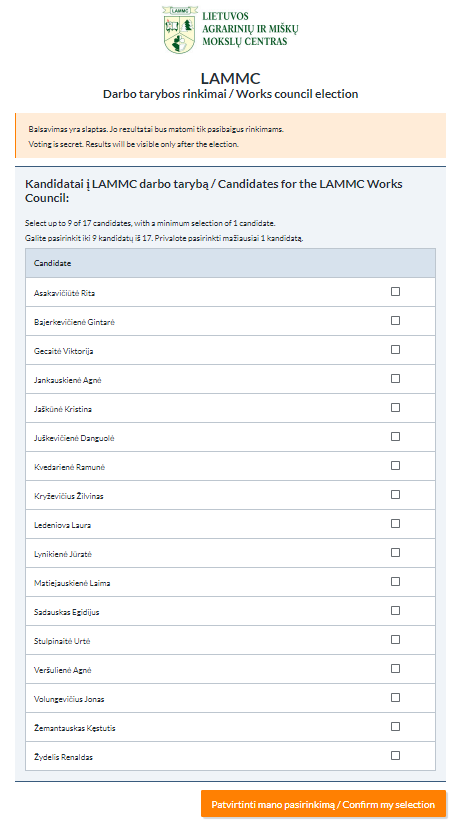 LAMMC
LIETUVOS
AGRARINIŲ IR MIŠKŲ
MOKSLŲ CENTRAS
LAMMC
Darbo tarybos rinkimai / Works council election
Balsavimas yra slaptas. Jo rezultatai bus matomi tik pasibaigus rinkimams.
Voting is secret. Results will be visible only after the election.
Kandidatai į LAMMC darbo tarybą / Candidates for the LAMMC Works
Council:
Select up to 9 of 17 candidates, with a minimum selection of 1 candidate.
Galite pasirinkit iki 9 kandidatų iš 17. Privalote pasirinkti mažiausiai 1 kandidatą.
Candidate
Asakavičiūtė Rita
Bajerkevičienė Gintarė
Gecaitė Viktorija
Jankauskienė Agnė
Jaškūnė Kristina
Juškevičienė Danguolė
Kvedarienė Ramunė
Kryževičius Žilvinas
Ledeniova Laura
Lynikienė Jūratė
Matiejauskienė Laima
Sadauskas Egidijus
Stulpinaitė Urtė
Veršulienė Agnė
Volungevičius Jonas
Žemantauskas Kęstutis
Žydelis Renaldas
Patvirtinti mano pasirinkimą / Confirm my selection